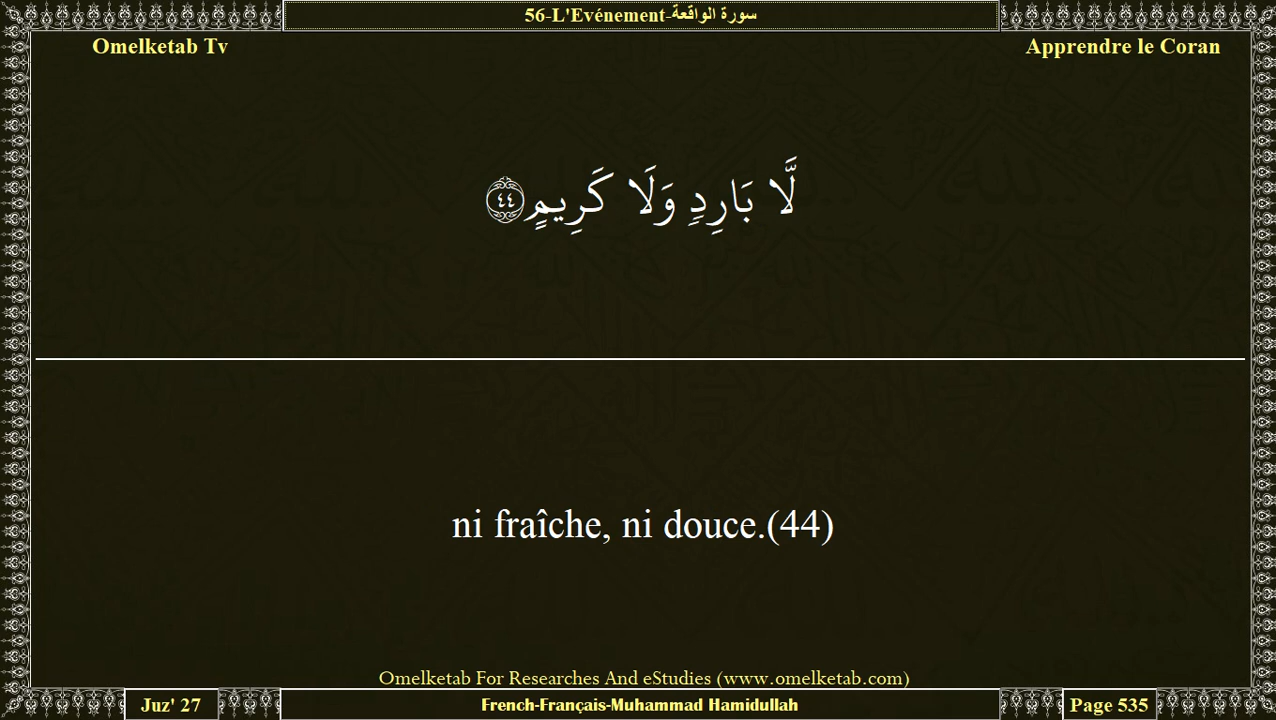 56-L'Evénement-سورة الواقعة
Omelketab Tv
Apprendre le Coran
لَّا بَارِدٍ وَلَا كَرِيمٍ ٤٤
ni fraîche, ni douce.(44)
Omelketab For Researches And eStudies (www.omelketab.com)
Juz' 27
French-Français-Muhammad Hamidullah
Page 535